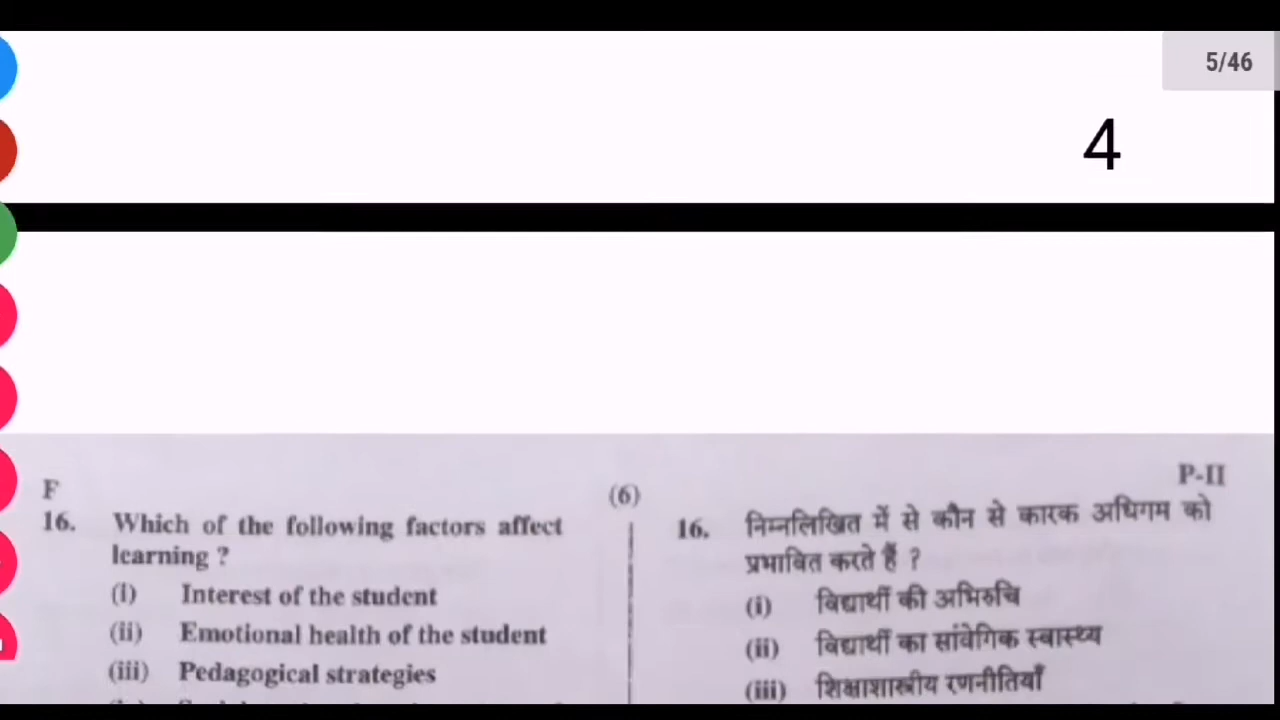 5/46
4
F
(6)
P-II
16. Which of the following factors affect
learning ?
(i) Interest of the student
(ii) Emotional health of the student
(iii) Pedagogical strategies
16. निम्नलिखित में से कौन से कारक अधिगम को
प्रभावित करते हैं ?
(i) विद्यार्थी की अभिरुचि
(ii) विद्यार्थी का सांवेगिक स्वास्थ्य
(iii) शिक्षाशास्त्रीय रणनीतियाँ